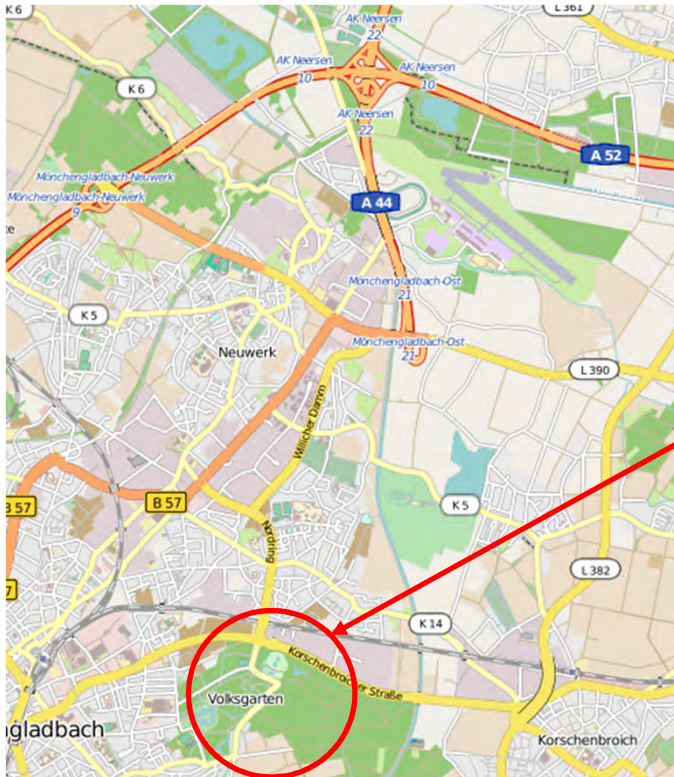 K 6
L 361
AK Neersen
22
AK Neersen
10
AK Neersen
10
K 6
AK Neersen
22
A 52
Mönchengladbach-Neuwerk
Mönchengladbach-Neuwerk
9
A 44
Mönchengladbach-Ost
21
K 5
Mönchengladbach-Ost
21
Neuwerk
L 390
Willicher Damm
B 57
B 57
K 5
Nordring
L 382
7
K 14
Korschenbroicher Straße
Volksgarten
gladbach
Korschenbroich